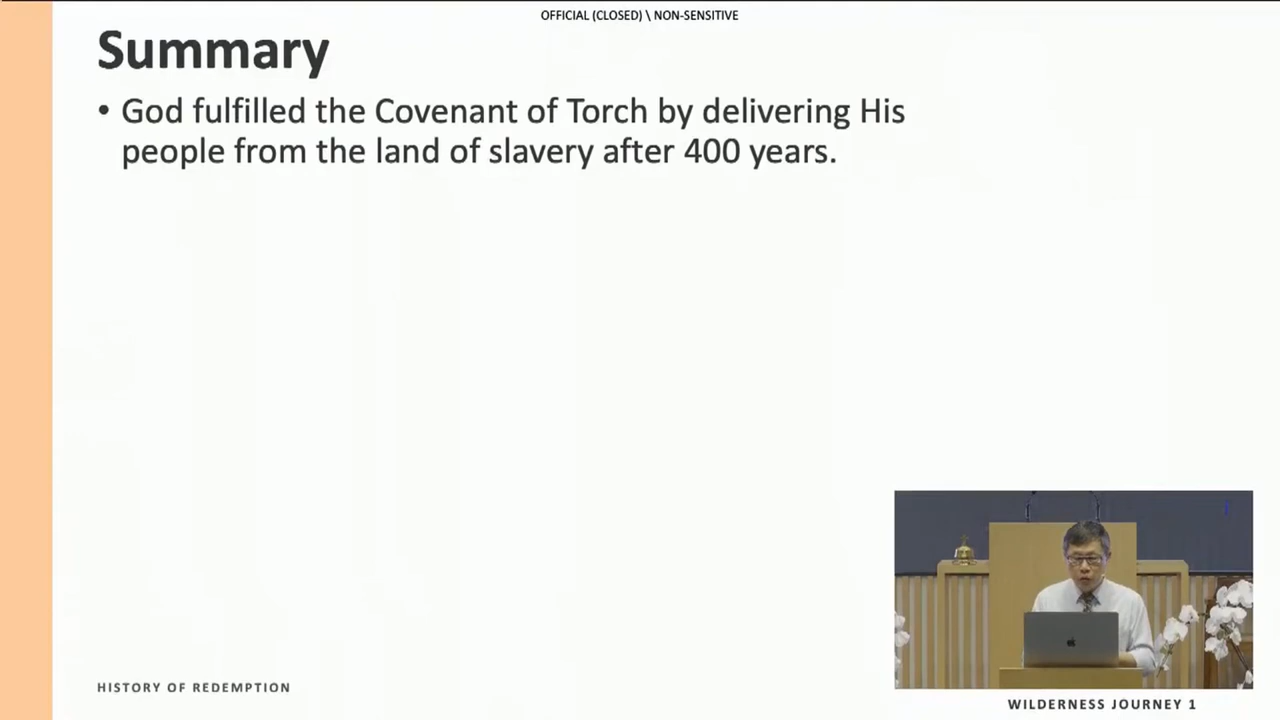 OFFICIAL (CLOSED) \ NON-SENSITIVE
Summary
• God fulfilled the Covenant of Torch by delivering His
people from the land of slavery after 400 years.
HISTORY OF REDEMPTION
WILDERNESS JOURNEY 1